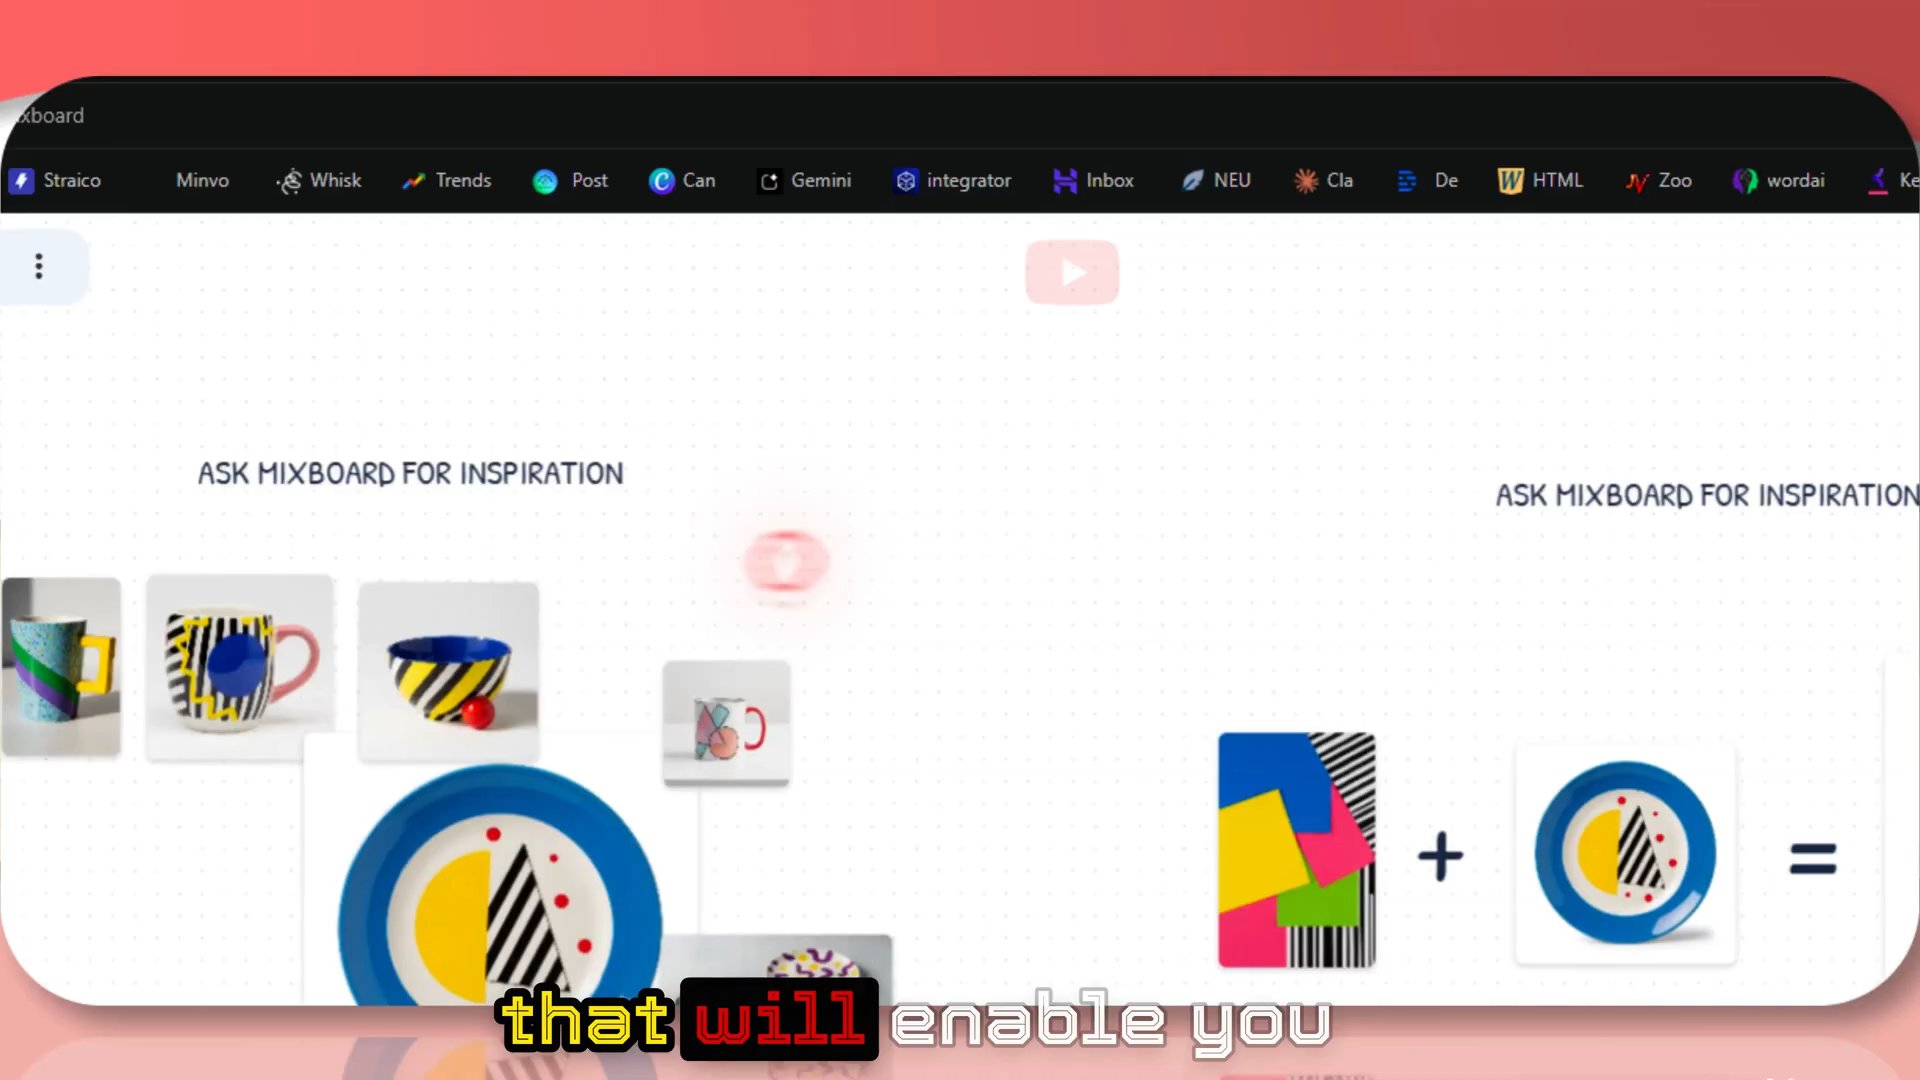 xboard
Straico Minvo Whisk Trends Post Can Gemini integrator Inbox NEU Cla De HTML Zoo wordai Ke
ASK MIXBOARD FOR INSPIRATION
ASK MIXBOARD FOR INSPIRATION
+ =
that will enable you